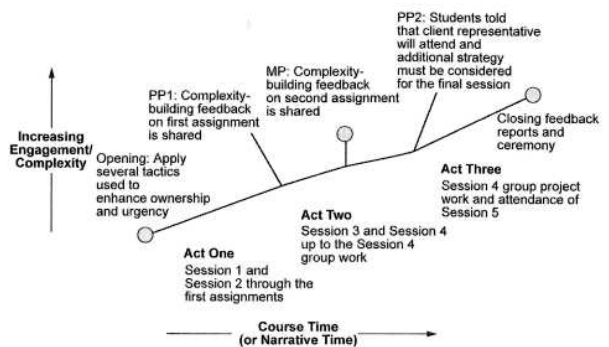 PP2: Students told
that client representative
will attend and
additional strategy
must be considered
for the final session
MP: Complexity-
building feedback
on second assignment
is shared
PP1: Complexity-
building feedback
on first assignment
is shared
Increasing
Engagement/
Complexity
Opening: Apply
several tactics
used to
enhance ownership
and urgency
Closing feedback
reports and
ceremony
Act Three
Session 4 group project
work and attendance of
Session 5
Act Two
Session 3 and Session 4
up to the Session 4
group work
Act One
Session 1 and
Session 2 through the
first assignments
Course Time
(or Narrative Time)